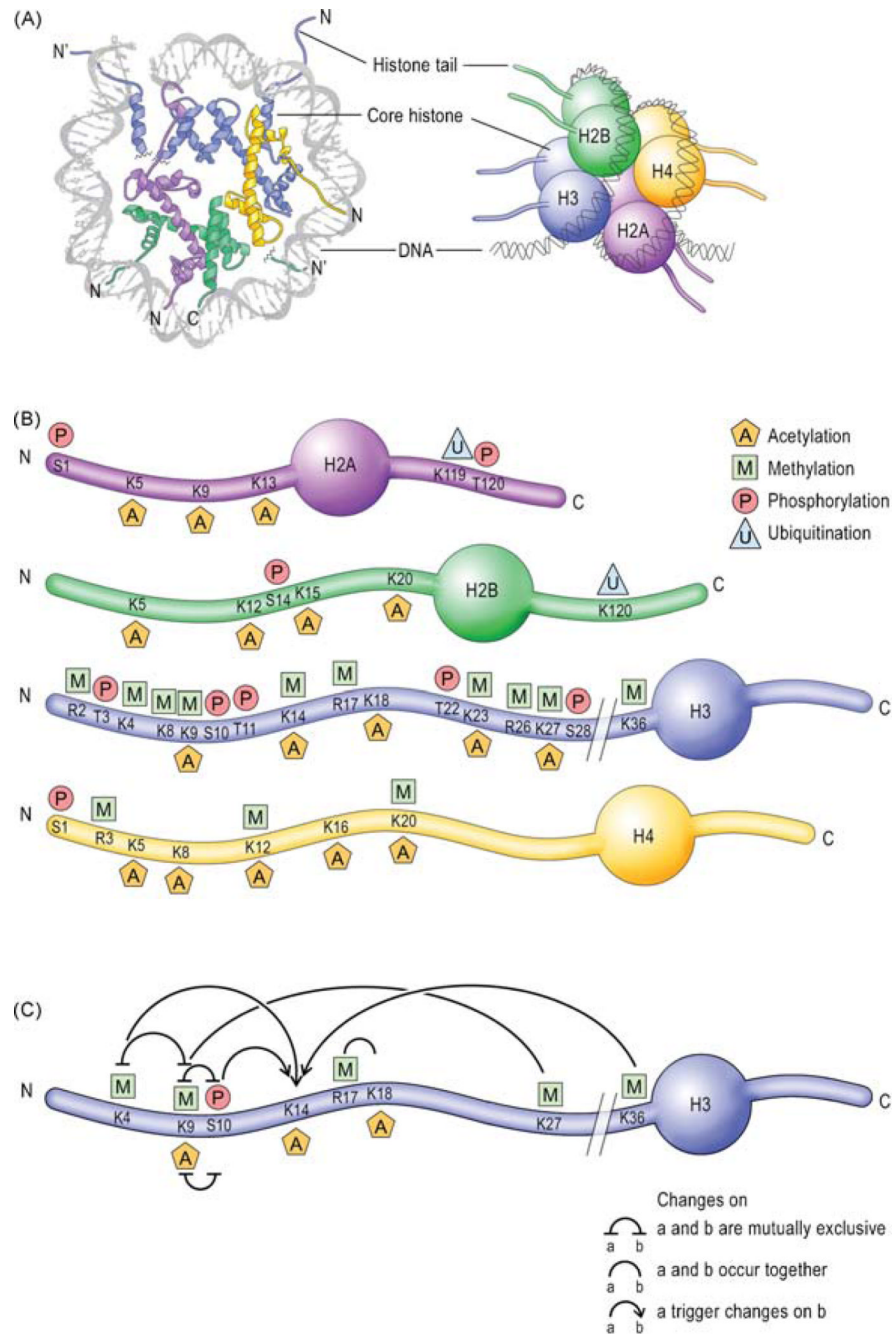 (A)
N
N'
Histone tail
Core histone
H2B
H4
H3
H2A
N
DNA
N'
N
N C
(B)
P
N
S1
K5
K9
K13
H2A
U
P
K119
T120
C
A
A
A
A Acetylation
M Methylation
P Phosphorylation
U Ubiquitination
N
P
K5
K12
S14
K15
K20
H2B
U
K120
C
A
A
A
A
M
P
M
M
M
P
P
M
M
P
M
M
M
P
M
N
R2
T3
K4
K8
K9
S10
T11
K14
R17
K18
T22
K23
R26
K27
S28
K36
H3
C
A
A
A
A
A
P
M
M
M
N
S1
R3
K5
K8
K12
K16
K20
H4
C
A
A
A
A
A
(C)
M
M
P
M
M
M
N
K4
K9
S10
K14
R17
K18
K27
K36
H3
C
A
A
A
Changes on
a b a and b are mutually exclusive
a b a and b occur together
a b a trigger changes on b